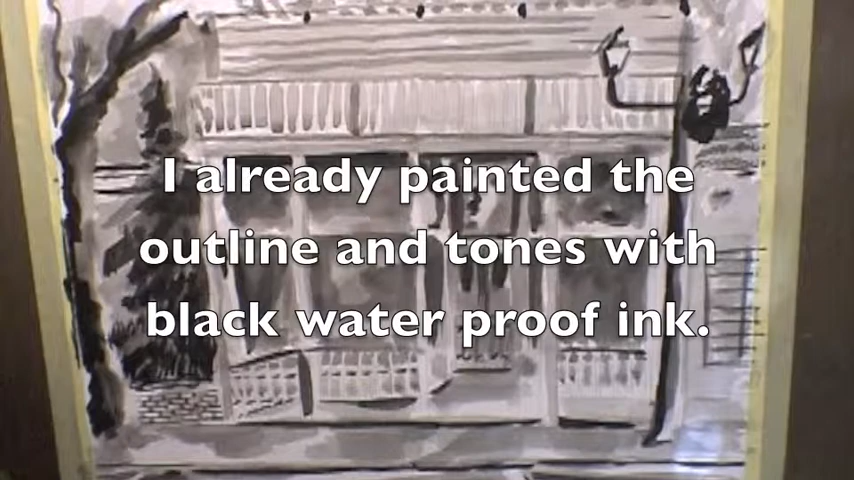 I already painted the
outline and tones with
black water proof ink.